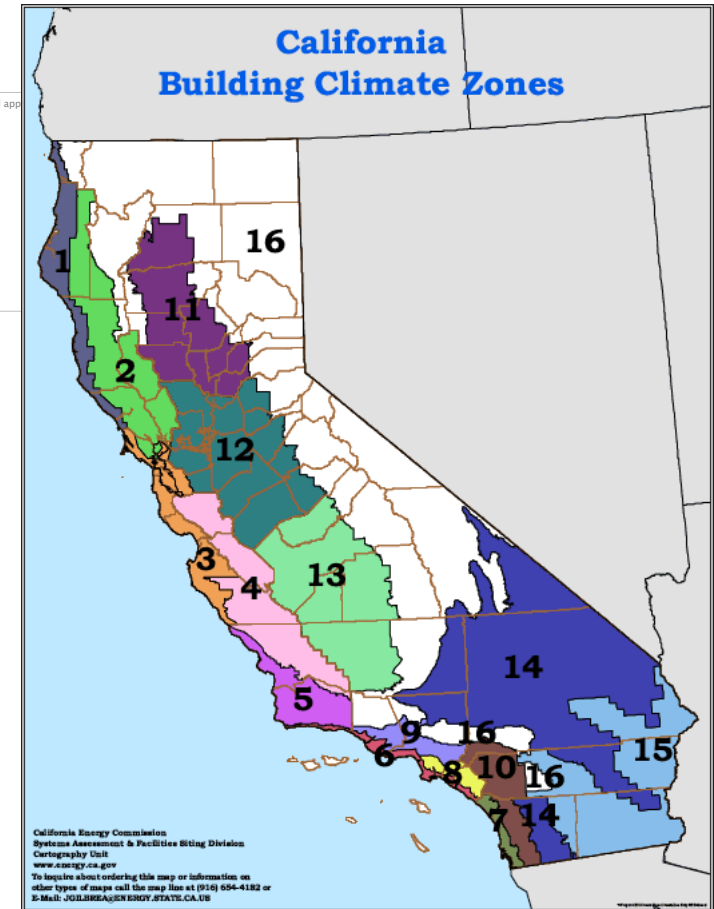 California
Building Climate Zones
app
16
1
11
2
12
3
4
13
14
5
9
16
6
15
8
10
16
7
14
California Energy Commission
Systems Assessment & Facilities Siting Division
Cartography Unit
www.energy.ca.gov
To inquire about ordering this map or information on
other types of maps call the map line at (916) 654-4182 or
E-Mail: JGILBREA@ENERGY.STATE.CA.US